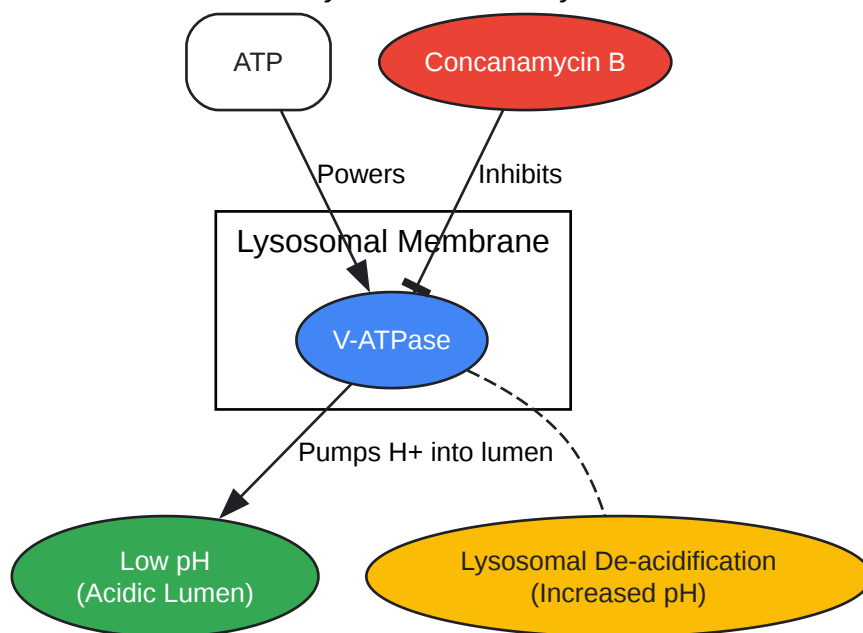 ATP
Concanamycin B
Powers
Inhibits
Lysosomal Membrane
V-ATPase
Pumps H+ into lumen
Low pH
(Acidic Lumen)
Lysosomal De-acidification
(Increased pH)